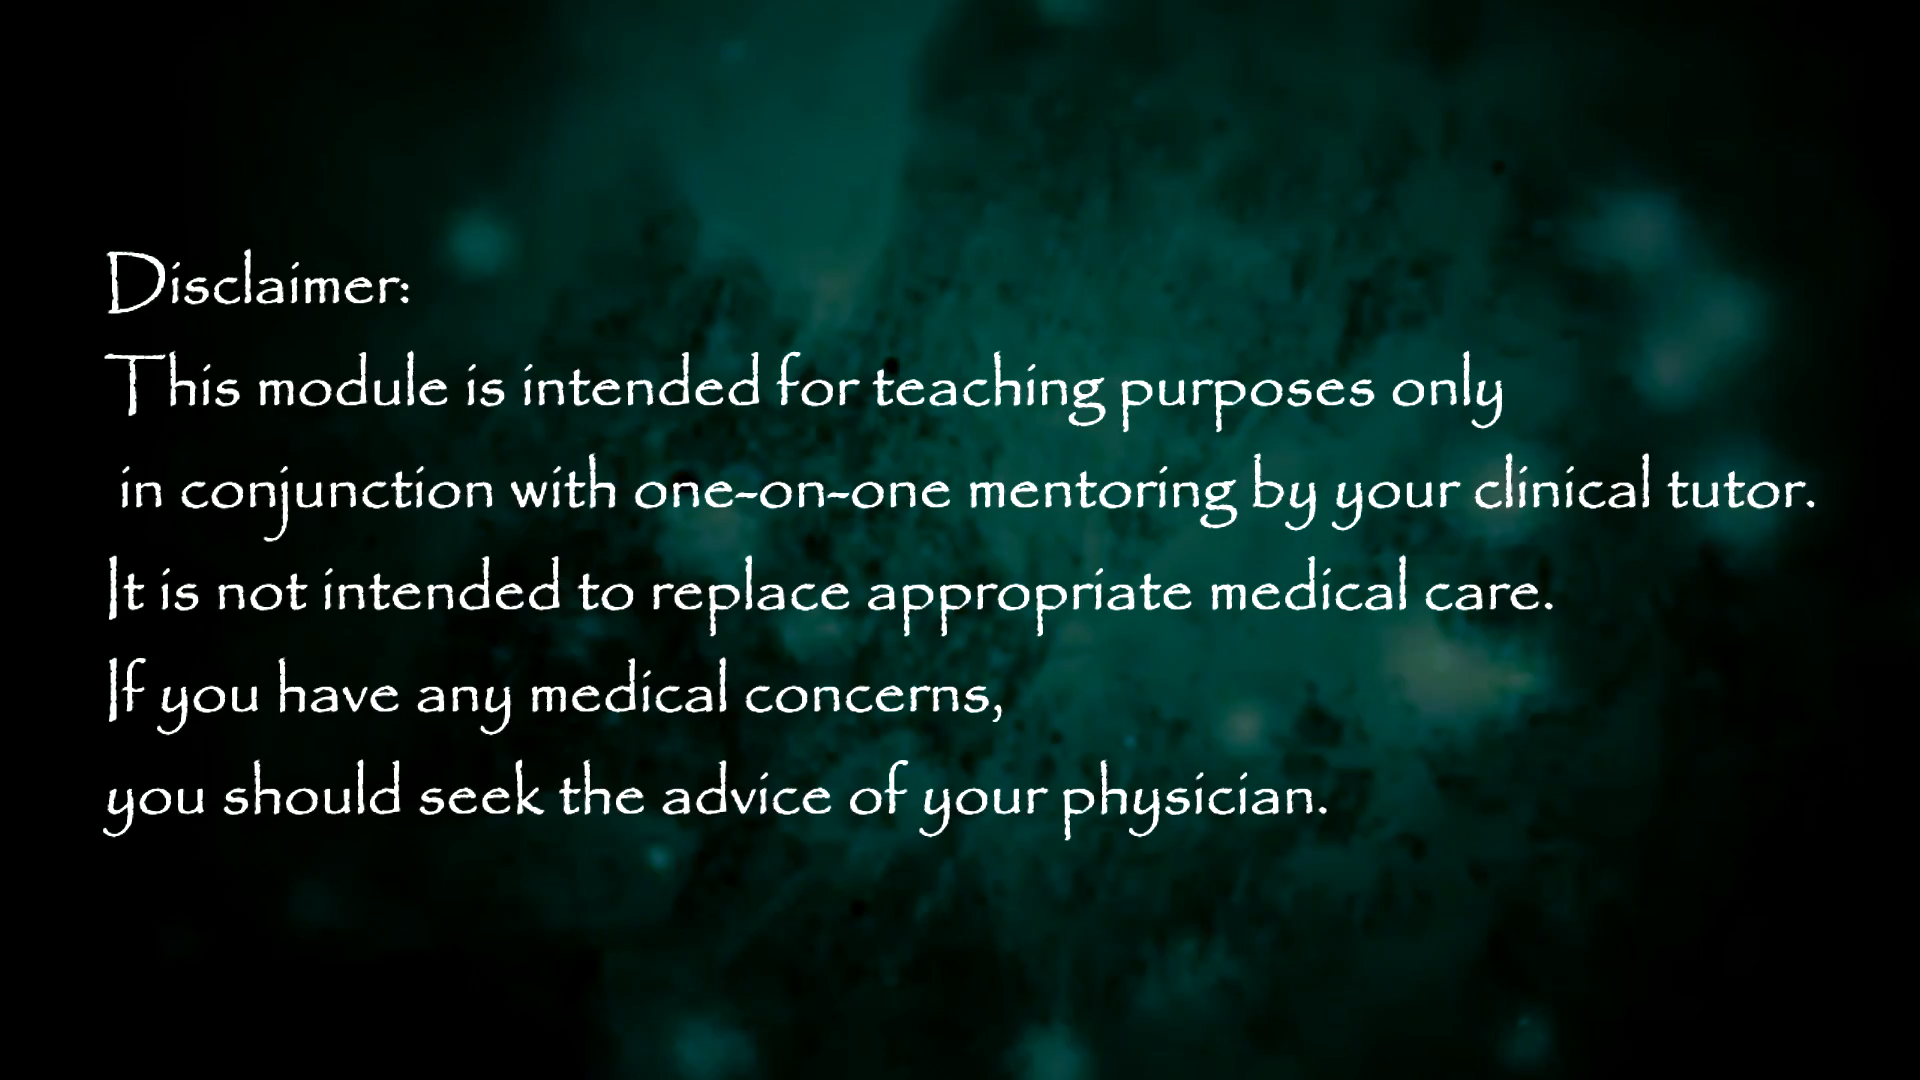 Disclaimer:
This module is intended for teaching purposes only
in conjunction with one-on-one mentoring by your clinical tutor.
It is not intended to replace appropriate medical care.
If you have any medical concerns,
you should seek the advice of your physician.